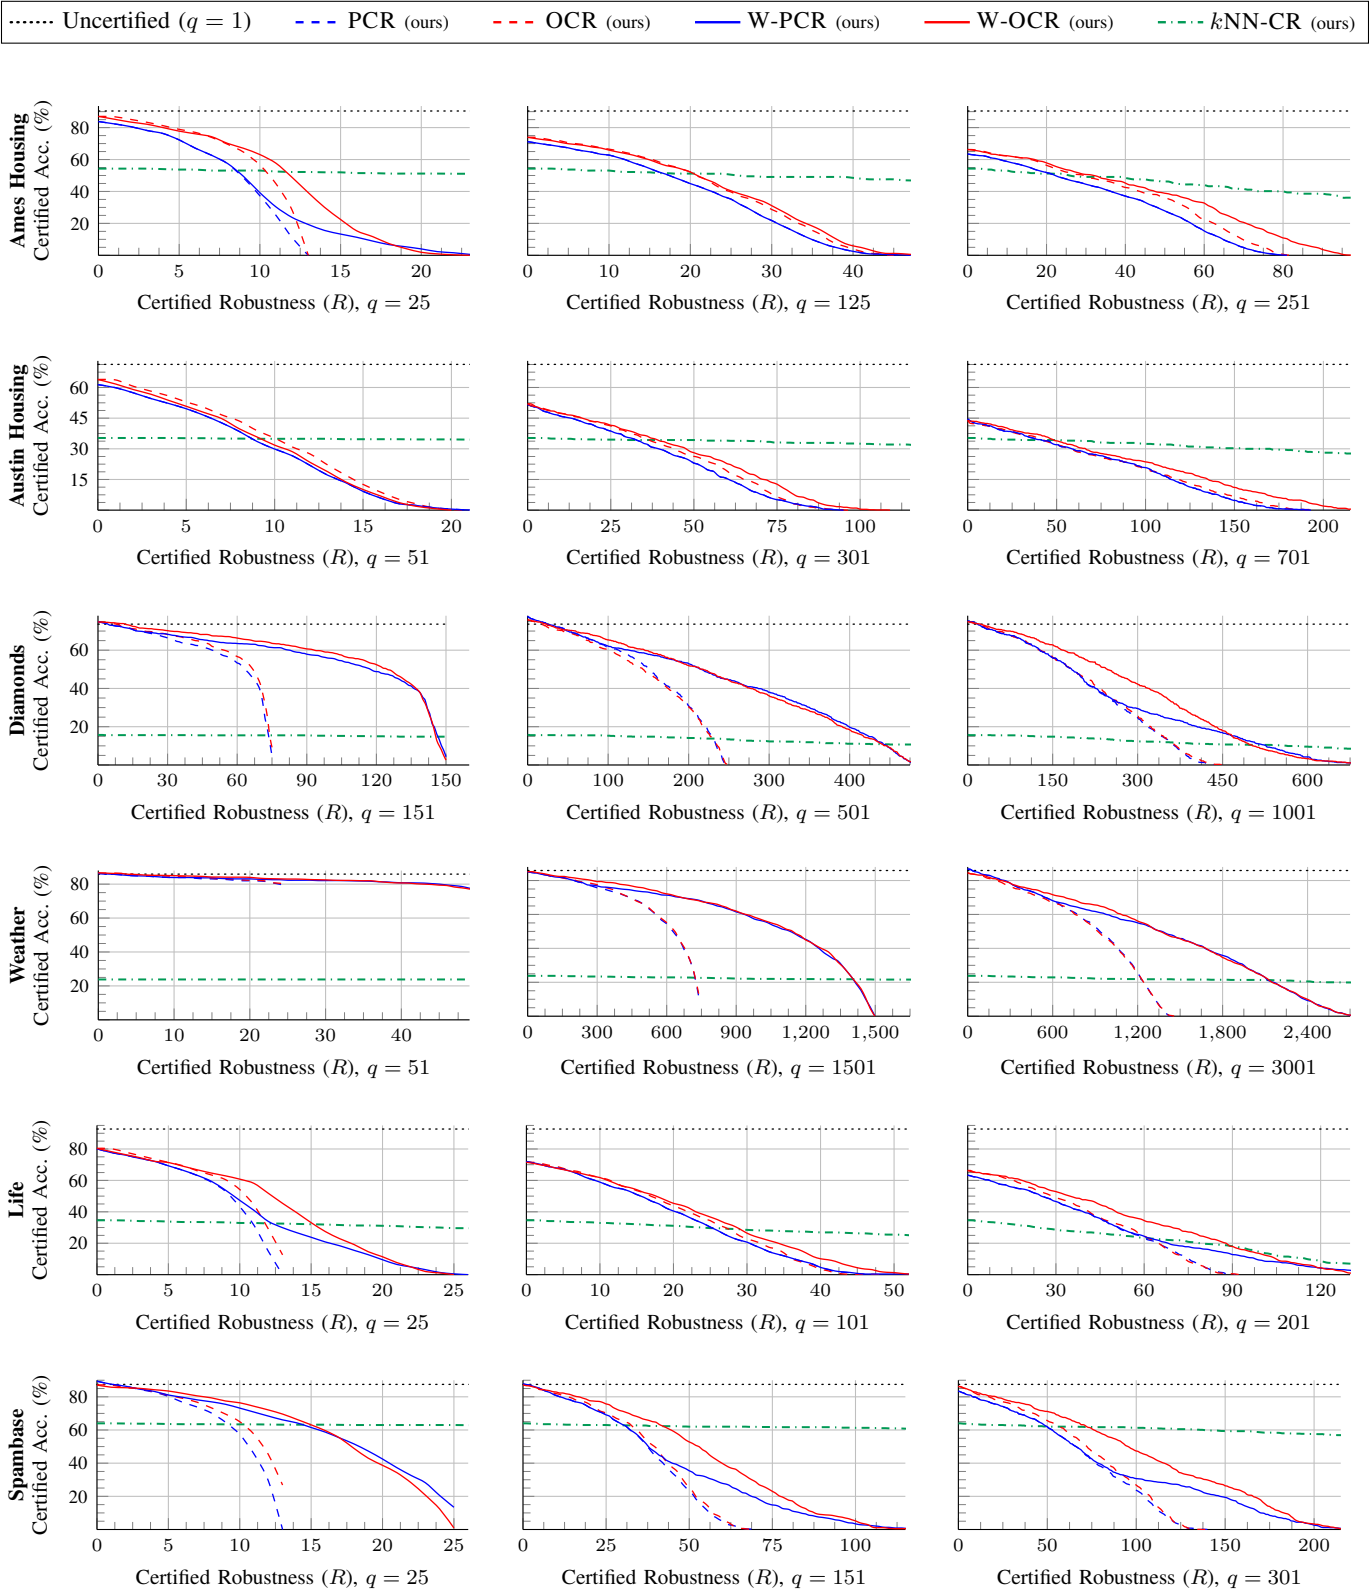 Uncertified (q = 1) PCR (ours) OCR (ours) W-PCR (ours) W-OCR (ours) kNN-CR (ours)
Ames Housing
Certified Acc. (%)
80
60
40
20
0 5 10 15 20
Certified Robustness (R), q = 25
0 10 20 30 40
Certified Robustness (R), q = 125
0 20 40 60 80
Certified Robustness (R), q = 251
Austin Housing
Certified Acc. (%)
60
45
30
15
0 5 10 15 20
Certified Robustness (R), q = 51
0 25 50 75 100
Certified Robustness (R), q = 301
0 50 100 150 200
Certified Robustness (R), q = 701
Diamonds
Certified Acc. (%)
60
40
20
0 30 60 90 120 150
Certified Robustness (R), q = 151
0 100 200 300 400
Certified Robustness (R), q = 501
0 150 300 450 600
Certified Robustness (R), q = 1001
Weather
Certified Acc. (%)
80
60
40
20
0 10 20 30 40
Certified Robustness (R), q = 51
0 300 600 900 1,200 1,500
Certified Robustness (R), q = 1501
0 600 1,200 1,800 2,400
Certified Robustness (R), q = 3001
Life
Certified Acc. (%)
80
60
40
20
0 5 10 15 20 25
Certified Robustness (R), q = 25
0 10 20 30 40 50
Certified Robustness (R), q = 101
0 30 60 90 120
Certified Robustness (R), q = 201
Spambase
Certified Acc. (%)
80
60
40
20
0 5 10 15 20 25
Certified Robustness (R), q = 25
0 25 50 75 100
Certified Robustness (R), q = 151
0 50 100 150 200
Certified Robustness (R), q = 301